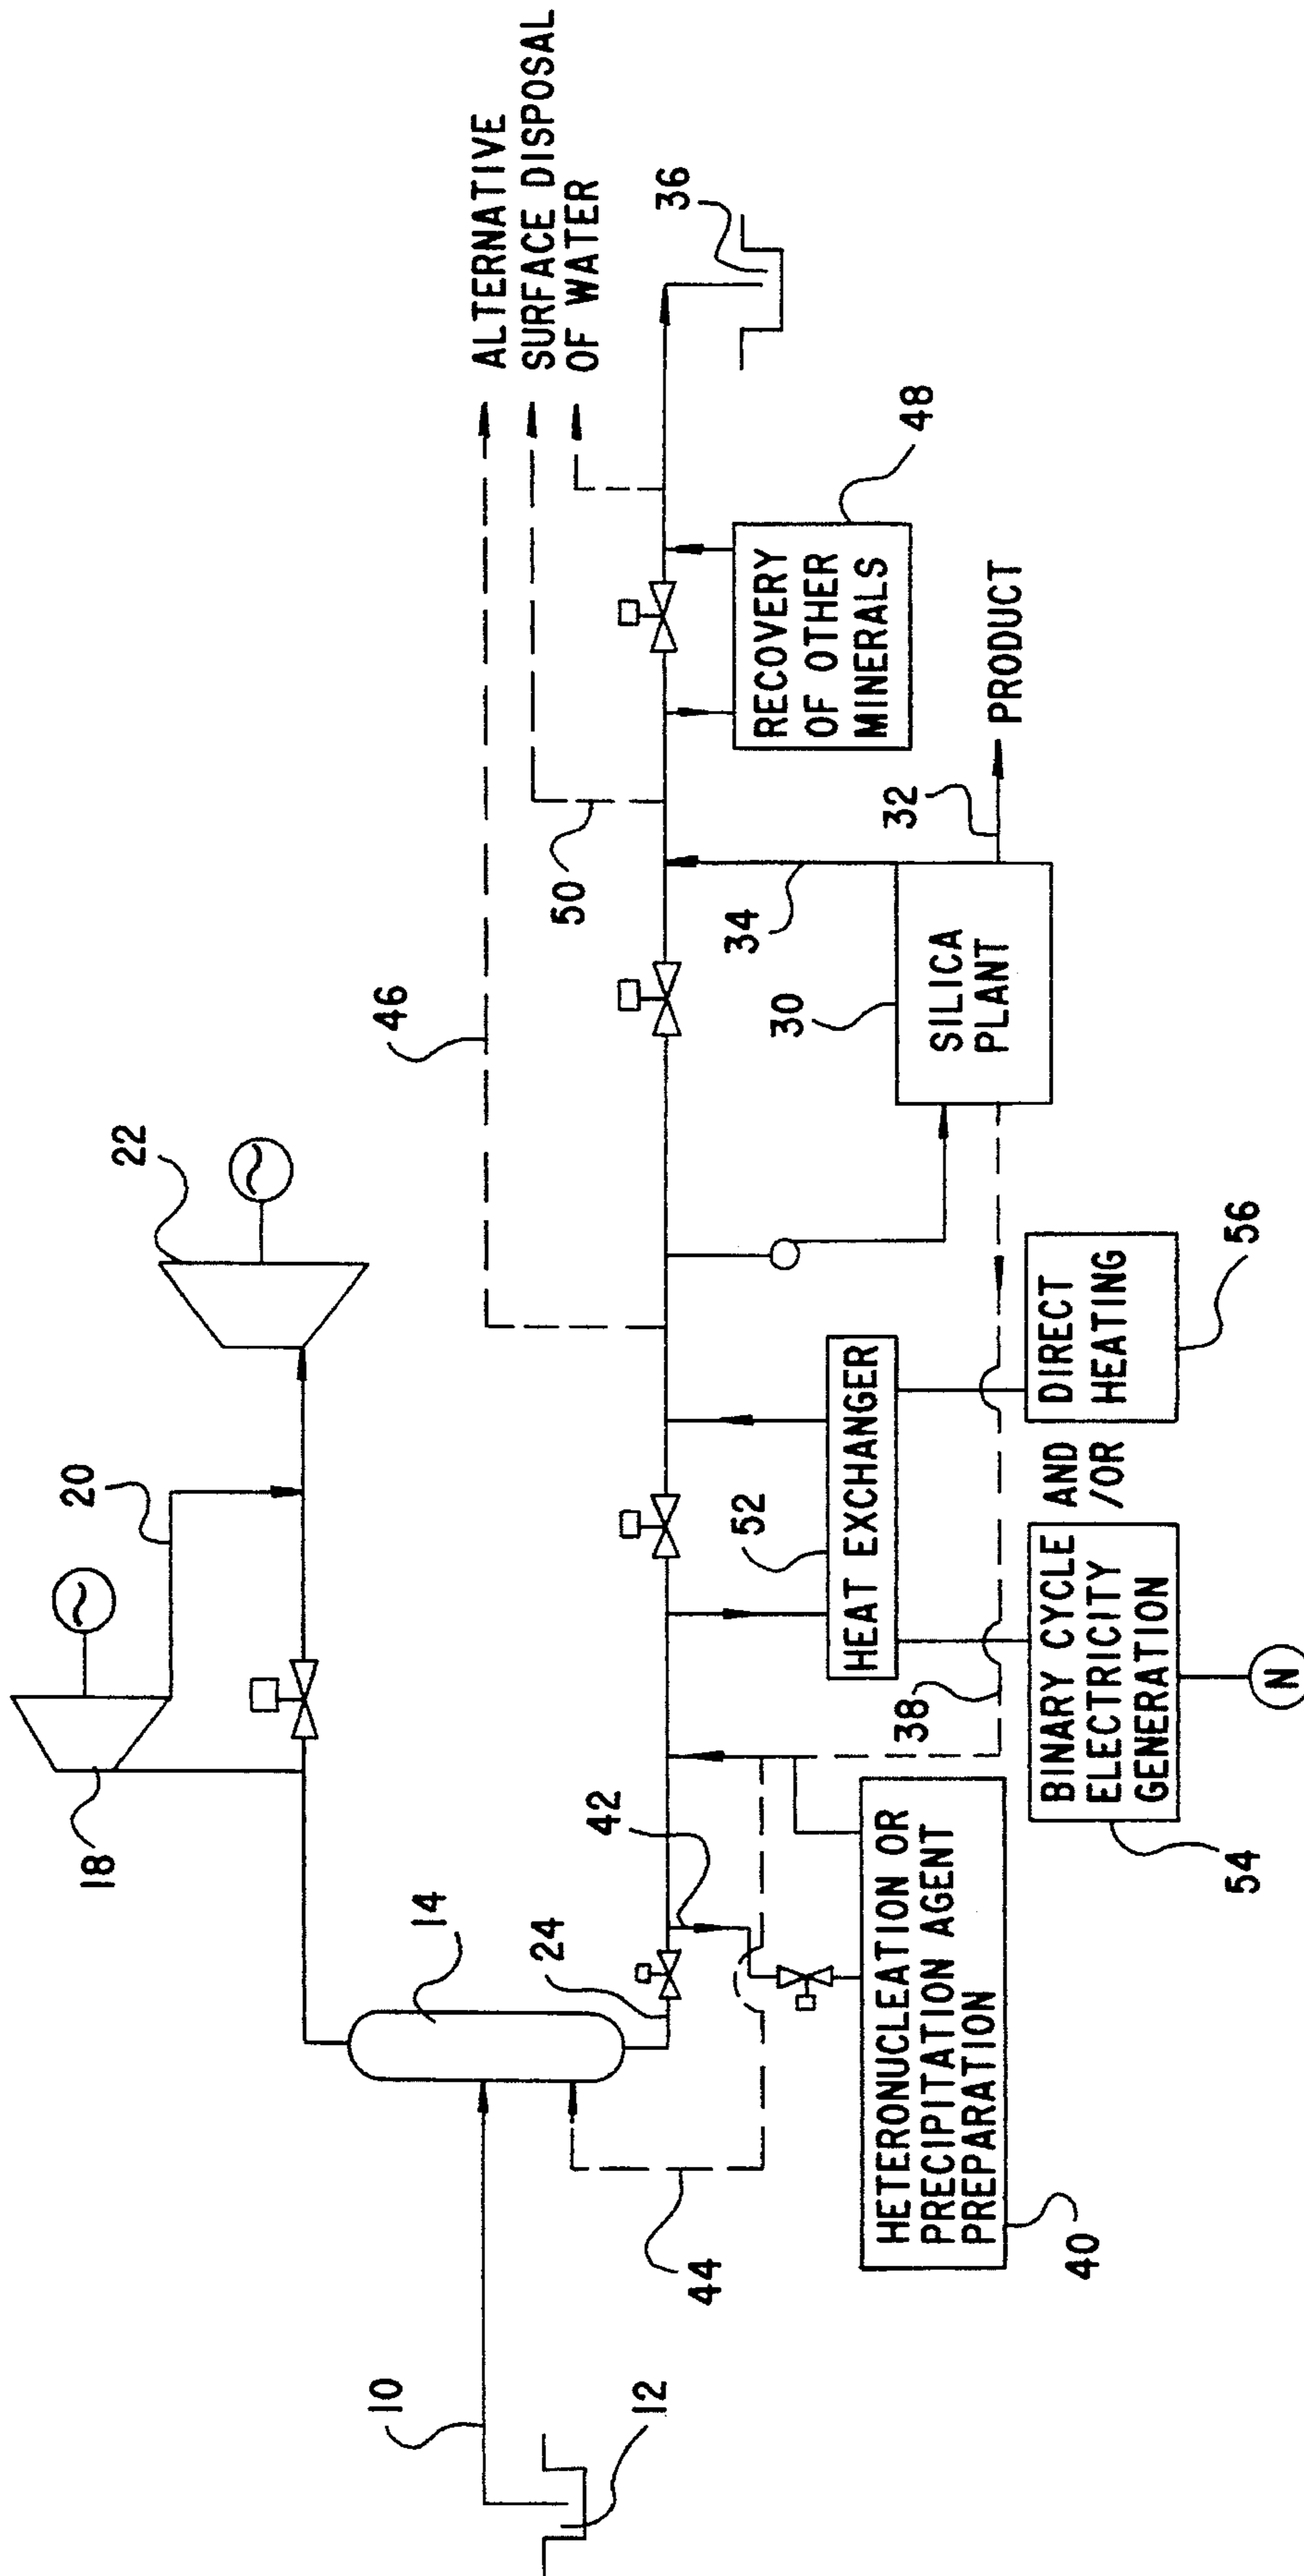 ALTERNATIVE
SURFACE DISPOSAL
OF WATER
22
20
18
46
36
14
10
12
24
42
50
48
RECOVERY
OF OTHER
MINERALS
34
32
PRODUCT
30
SILICA
PLANT
52
HEAT EXCHANGER
38
44
40
HETERONUCLEATION OR
PRECIPITATION AGENT
PREPARATION
BINARY CYCLE
ELECTRICITY
GENERATION
54
AND
/OR
DIRECT
HEATING
56
N